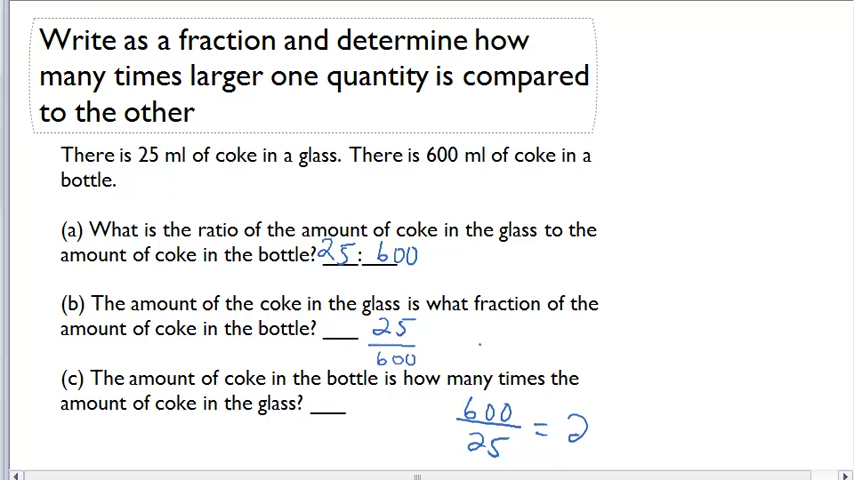 Write as a fraction and determine how
many times larger one quantity is compared
to the other
There is 25 ml of coke in a glass. There is 600 ml of coke in a
bottle.
(a) What is the ratio of the amount of coke in the glass to the
amount of coke in the bottle? 25 : 600
(b) The amount of the coke in the glass is what fraction of the
amount of coke in the bottle? ___ 25
600
(c) The amount of coke in the bottle is how many times the
amount of coke in the glass? ___
600
25 = 2